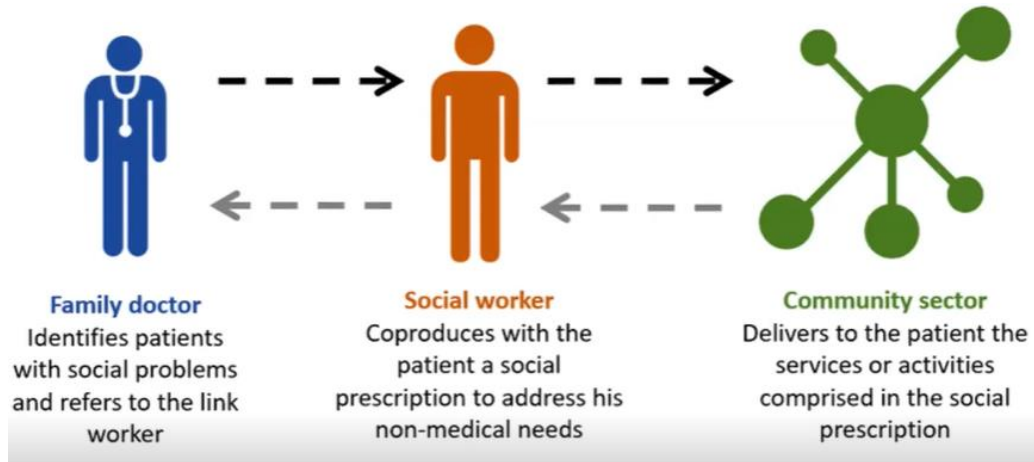 Family doctor
Identifies patients
with social problems
and refers to the link
worker
Social worker
Coproduces with the
patient a social
prescription to address his
non-medical needs
Community sector
Delivers to the patient the
services or activities
comprised in the social
prescription